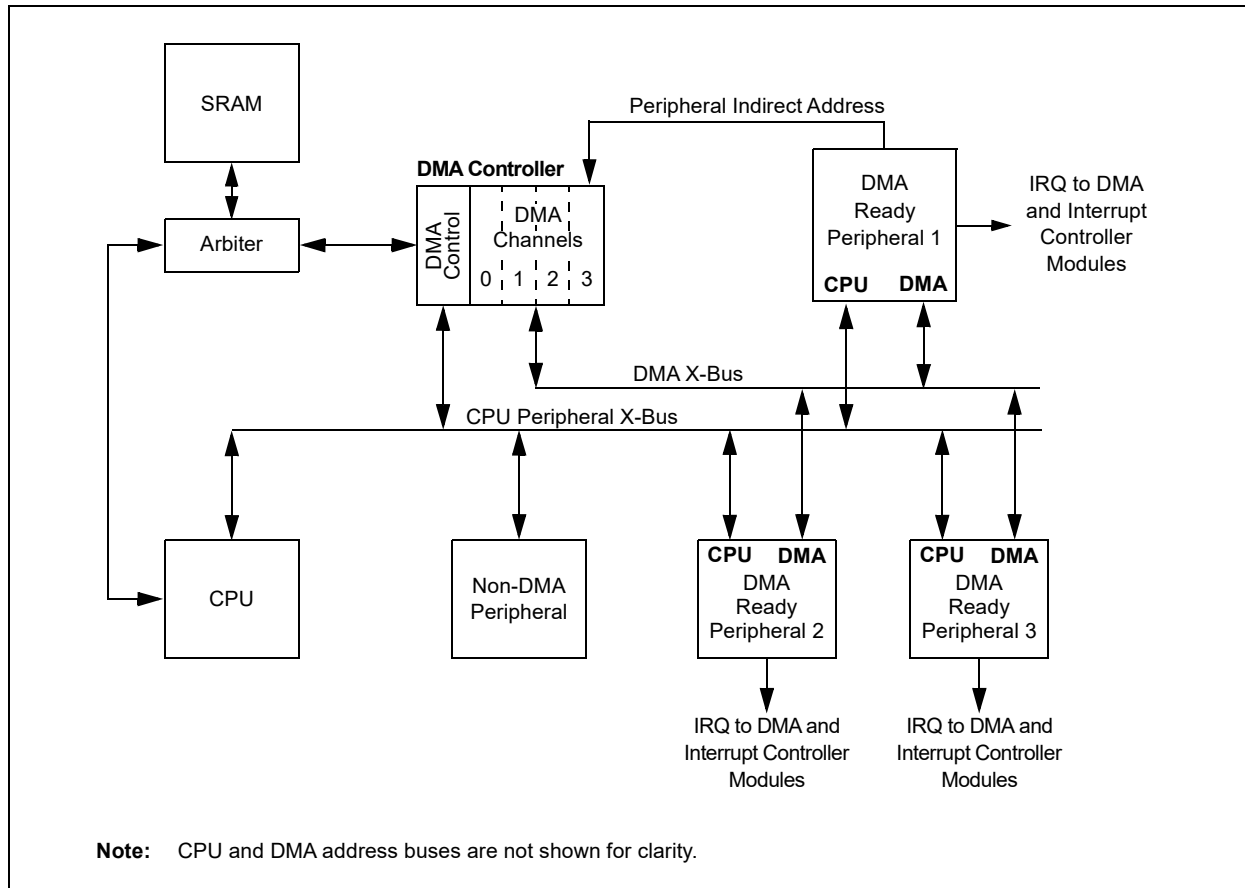 SRAM
Peripheral Indirect Address
DMA Controller
DMA
Ready
Peripheral 1
CPU DMA
IRQ to DMA
and Interrupt
Controller
Modules
Arbiter
DMA
Control
DMA
Channels
0 1 2 3
DMA X-Bus
CPU Peripheral X-Bus
CPU
Non-DMA
Peripheral
CPU DMA
DMA
Ready
Peripheral 2
CPU DMA
DMA
Ready
Peripheral 3
IRQ to DMA and
Interrupt Controller
Modules
IRQ to DMA and
Interrupt Controller
Modules
Note: CPU and DMA address buses are not shown for clarity.